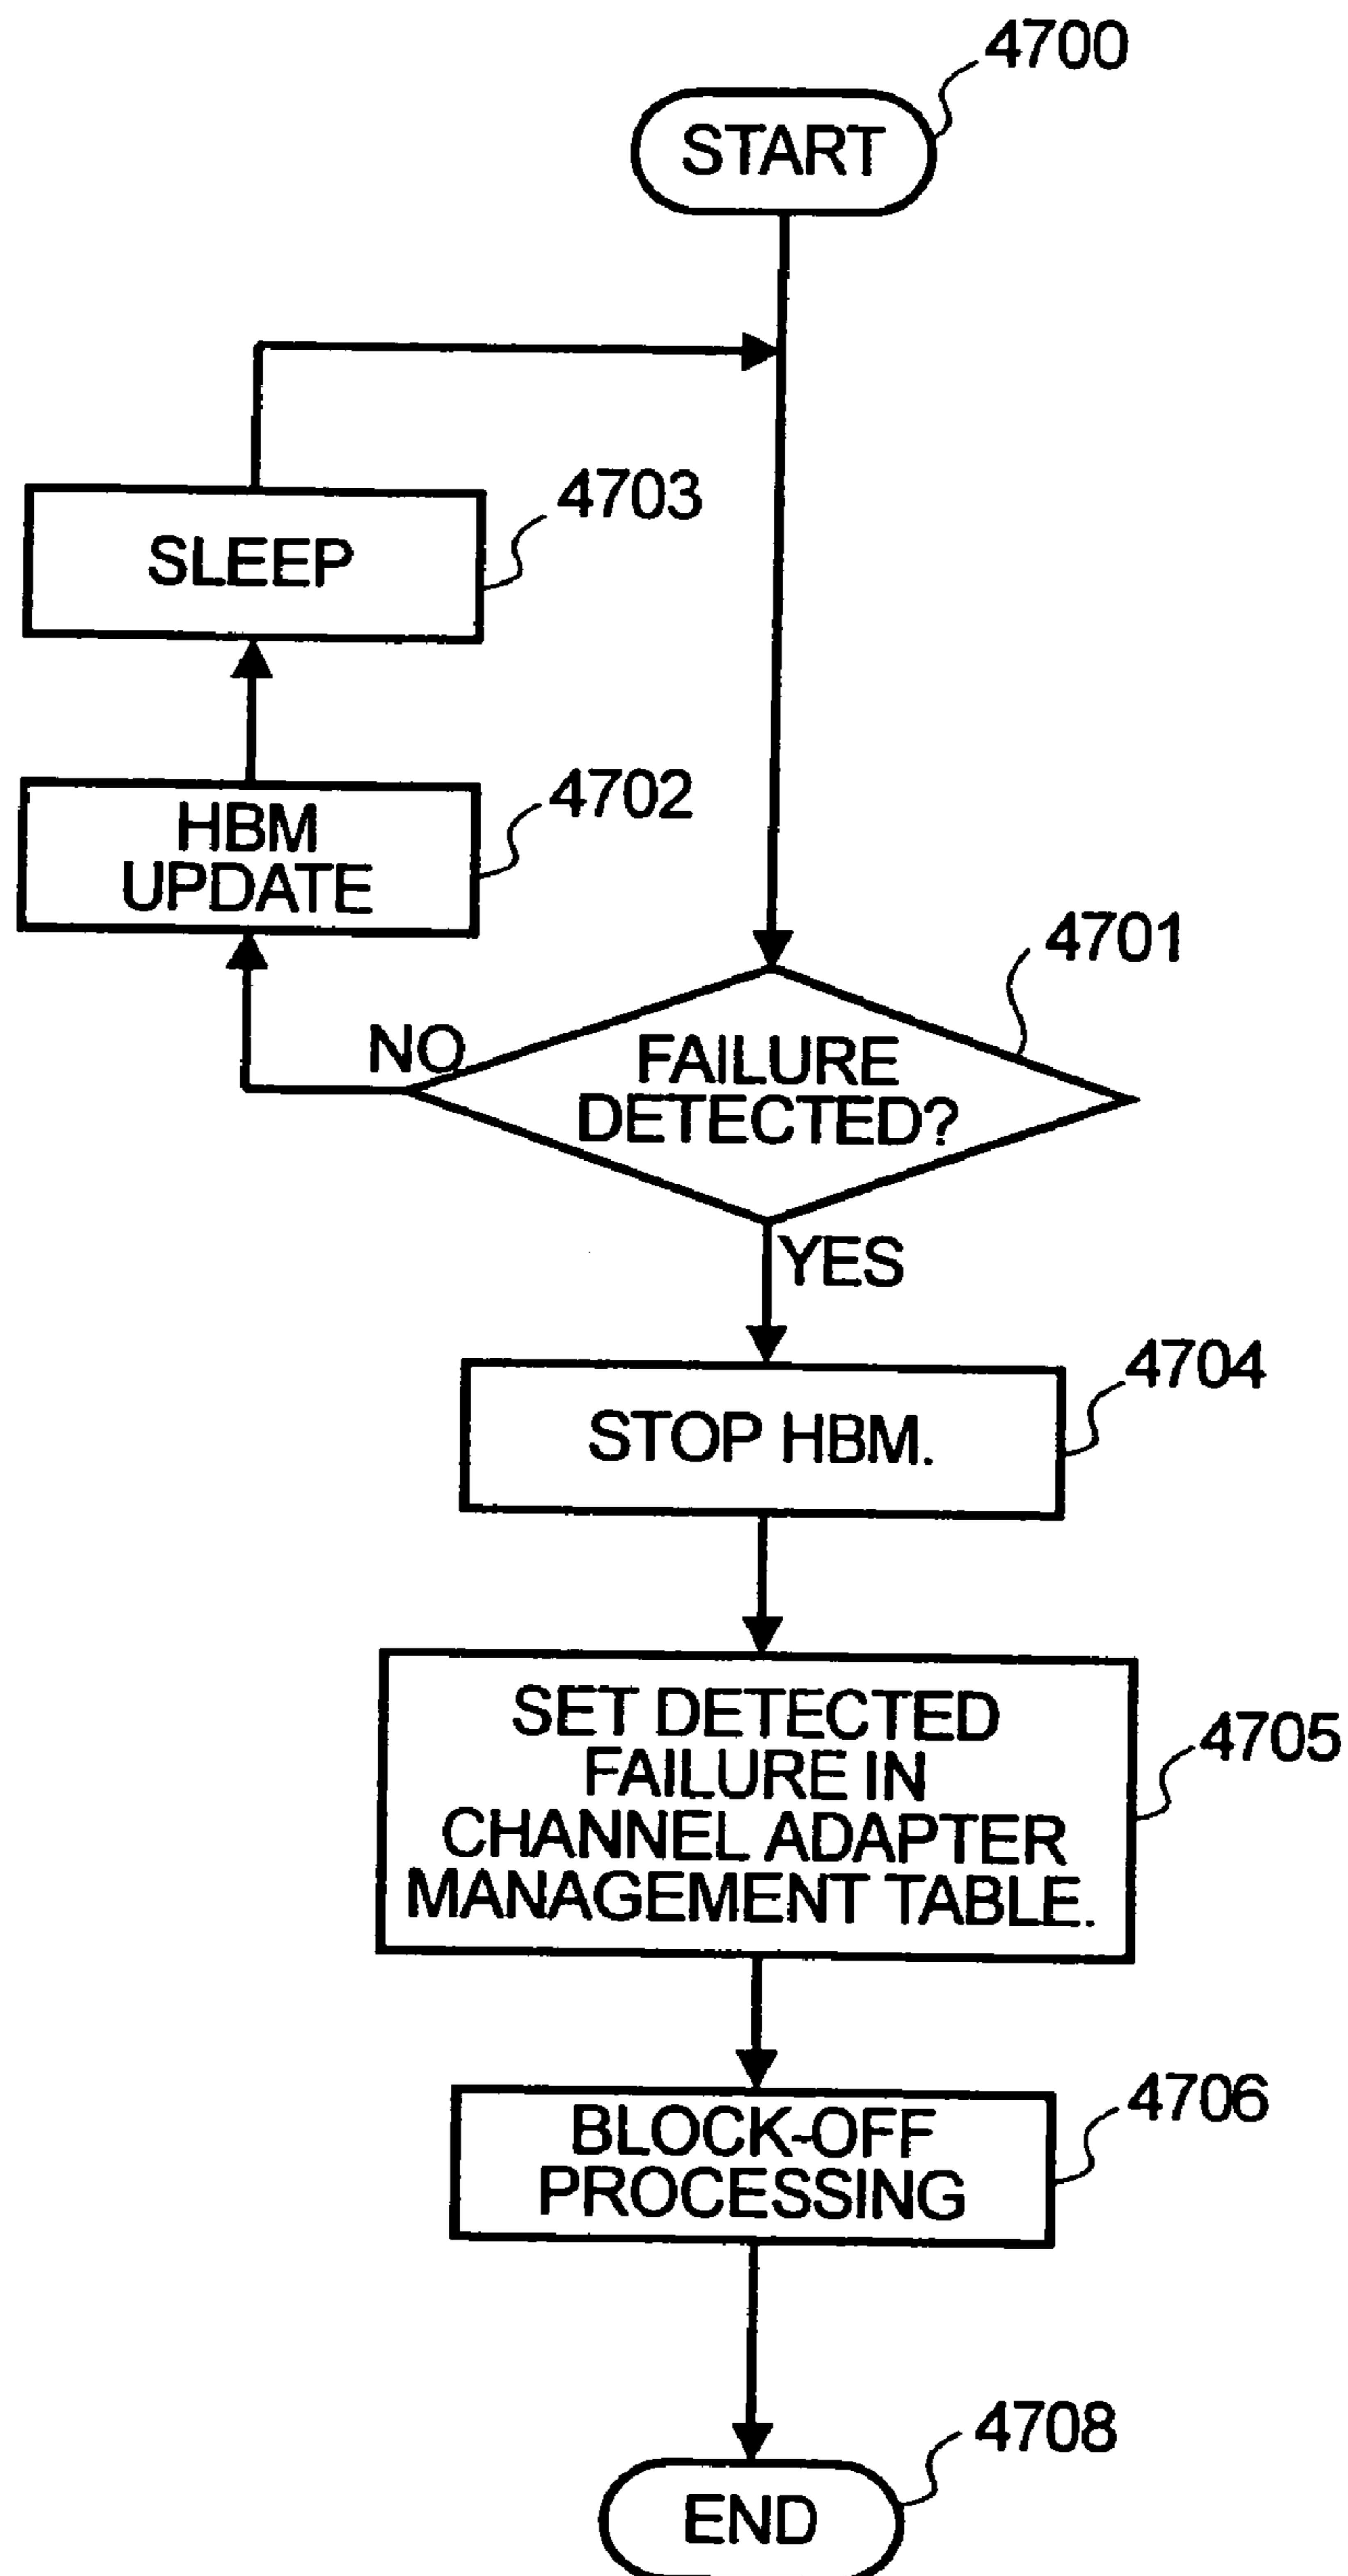 4700
START
4703
SLEEP
4702
HBM
UPDATE
4701
NO
FAILURE
DETECTED?
YES
4704
STOP HBM.
4705
SET DETECTED
FAILURE IN
CHANNEL ADAPTER
MANAGEMENT TABLE.
4706
BLOCK-OFF
PROCESSING
4708
END